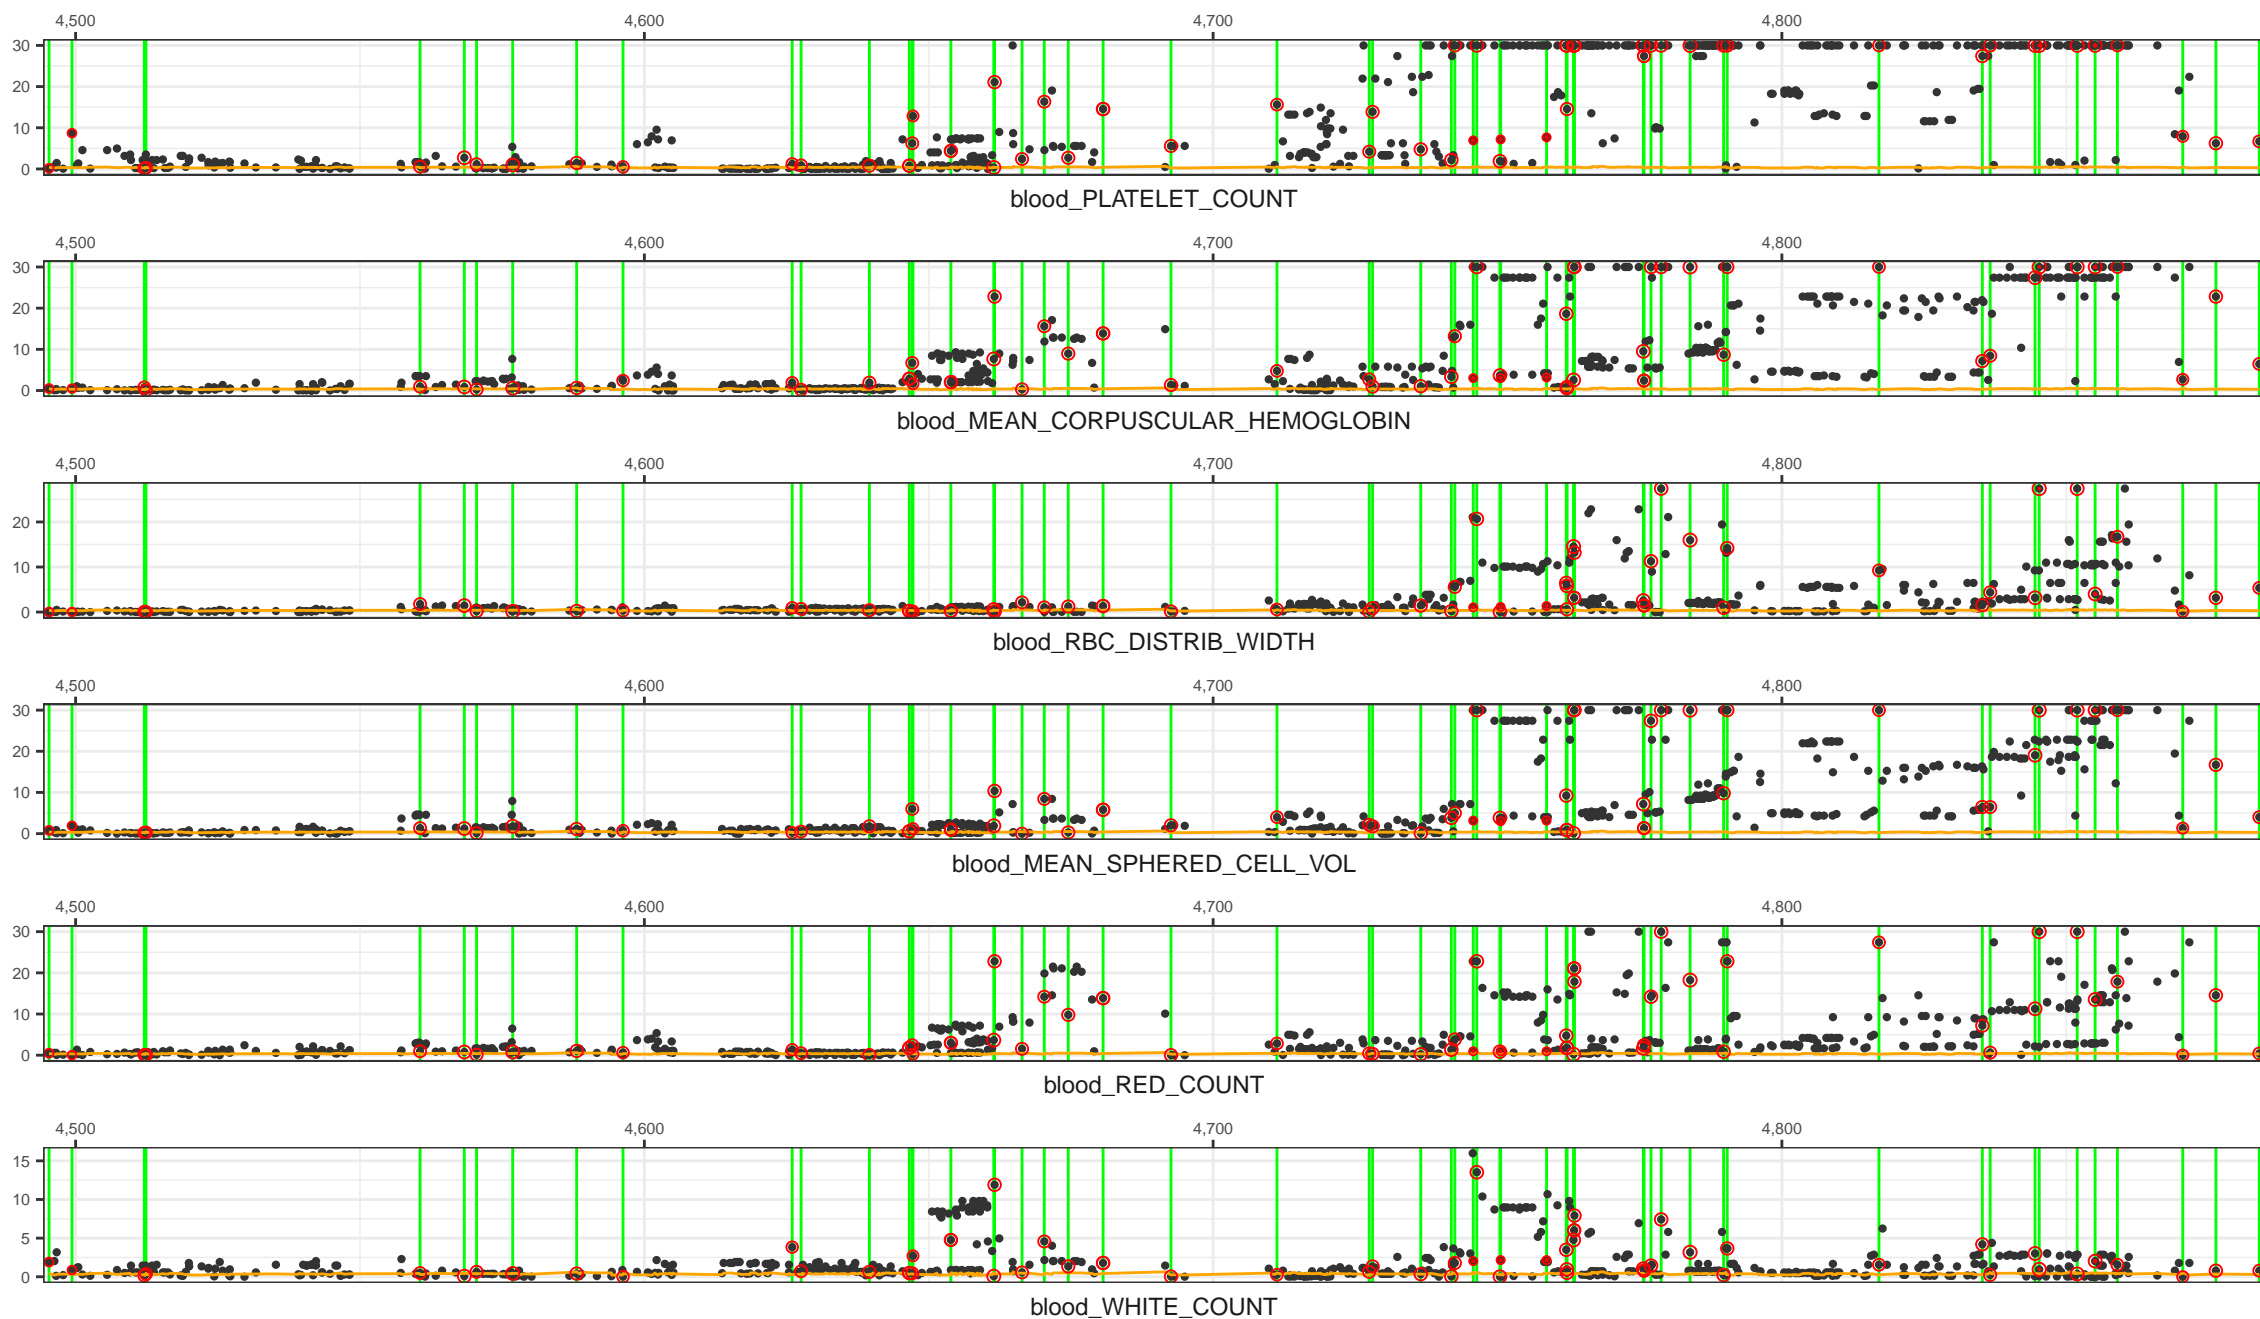 4,500 4,600 4,700 4,800
30
20
10
0
blood_PLATELET_COUNT
4,500 4,600 4,700 4,800
30
20
10
0
blood_MEAN_CORPUSCULAR_HEMOGLOBIN
4,500 4,600 4,700 4,800
20
10
0
blood_RBC_DISTRIB_WIDTH
4,500 4,600 4,700 4,800
30
20
10
0
blood_MEAN_SPHERED_CELL_VOL
4,500 4,600 4,700 4,800
30
20
10
0
blood_RED_COUNT
4,500 4,600 4,700 4,800
15
10
5
0
blood_WHITE_COUNT